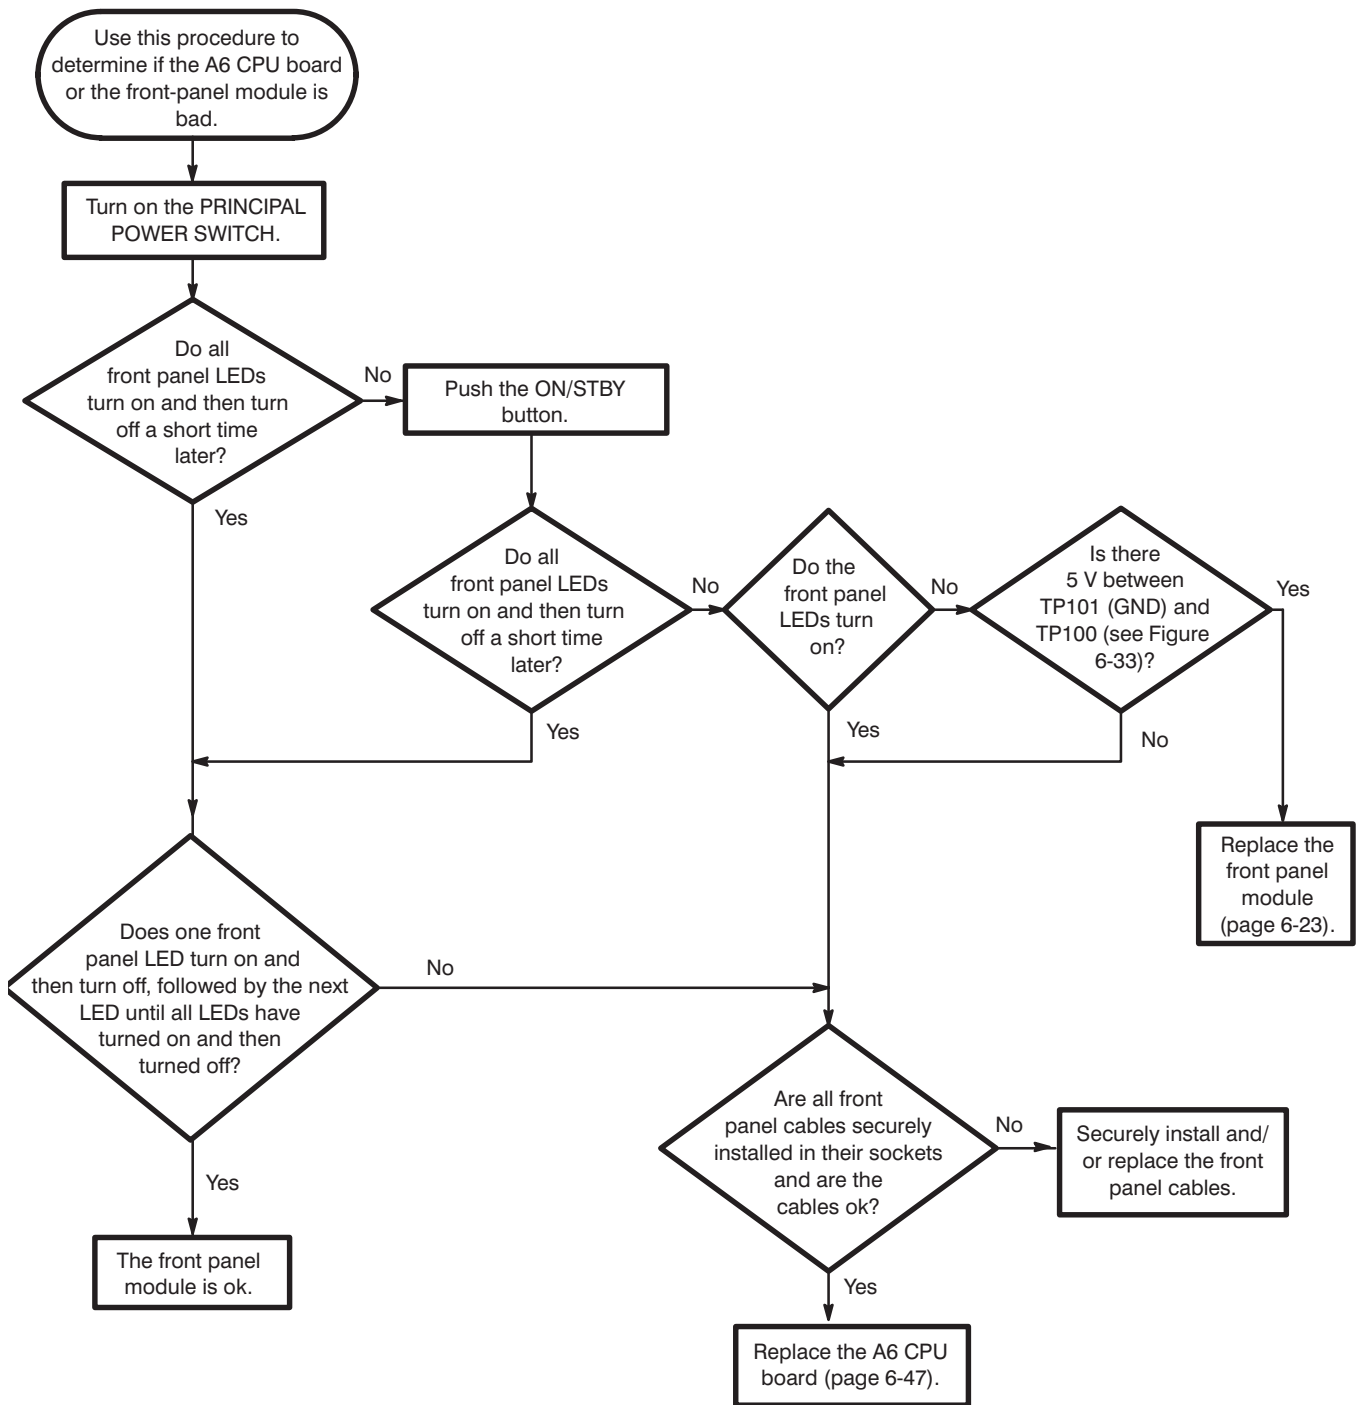 Use this procedure to
determine if the A6 CPU board
or the front-panel module is
bad.
Turn on the PRINCIPAL
POWER SWITCH.
Do all
front panel LEDs
turn on and then turn
off a short time
later?
No
Push the ON/STBY
button.
Yes
Do all
front panel LEDs
turn on and then turn
off a short time
later?
No
Do the
front panel
LEDs turn
on?
No
Is there
5 V between
TP101 (GND) and
TP100 (see Figure
6-33)?
Yes
Yes
Yes
No
Replace the
front panel
module
(page 6-23).
Does one front
panel LED turn on and
then turn off, followed by the next
LED until all LEDs have
turned on and then
turned off?
No
Are all front
panel cables securely
installed in their sockets
and are the
cables ok?
No
Securely install and/
or replace the front
panel cables.
Yes
The front panel
module is ok.
Yes
Replace the A6 CPU
board (page 6-47).